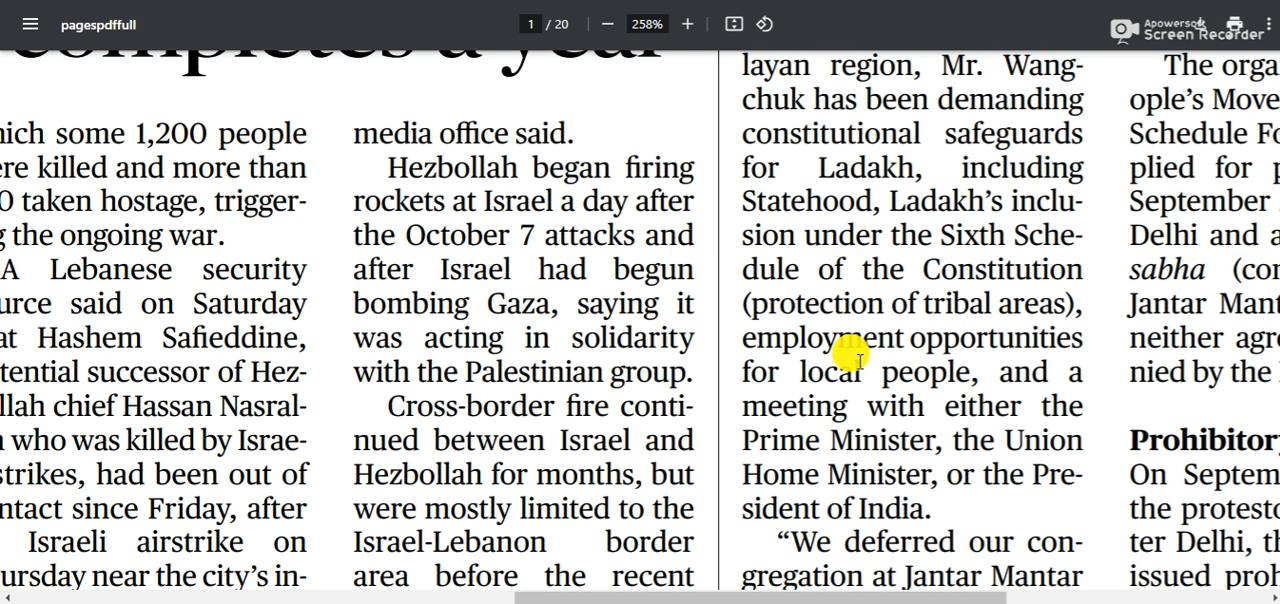 pagespdffull
1 / 20
258%
Apowersoft
Screen Recorder
completes a year
hich some 1,200 people
ere killed and more than
0 taken hostage, trigger-
g the ongoing war.
A Lebanese security
urce said on Saturday
at Hashem Safieddine,
tential successor of Hez-
llah chief Hassan Nasral-
h who was killed by Israe-
strikes, had been out of
ntact since Friday, after
Israeli airstrike on
ursday near the city's in-
media office said.
Hezbollah began firing
rockets at Israel a day after
the October 7 attacks and
after Israel had begun
bombing Gaza, saying it
was acting in solidarity
with the Palestinian group.
Cross-border fire conti-
nued between Israel and
Hezbollah for months, but
were mostly limited to the
Israel-Lebanon border
area before the recent
layan region, Mr. Wang-
chuk has been demanding
constitutional safeguards
for Ladakh, including
Statehood, Ladakh's inclu-
sion under the Sixth Sche-
dule of the Constitution
(protection of tribal areas),
employment opportunities
for local people, and a
meeting with either the
Prime Minister, the Union
Home Minister, or the Pre-
sident of India.
"We deferred our con-
gregation at Jantar Mantar
The orga
ople's Move
Schedule Fo
plied for p
September
Delhi and a
sabha (con
Jantar Mant
neither agre
nied by the
Prohibitory
On Septem
the protesto
ter Delhi, th
issued proh